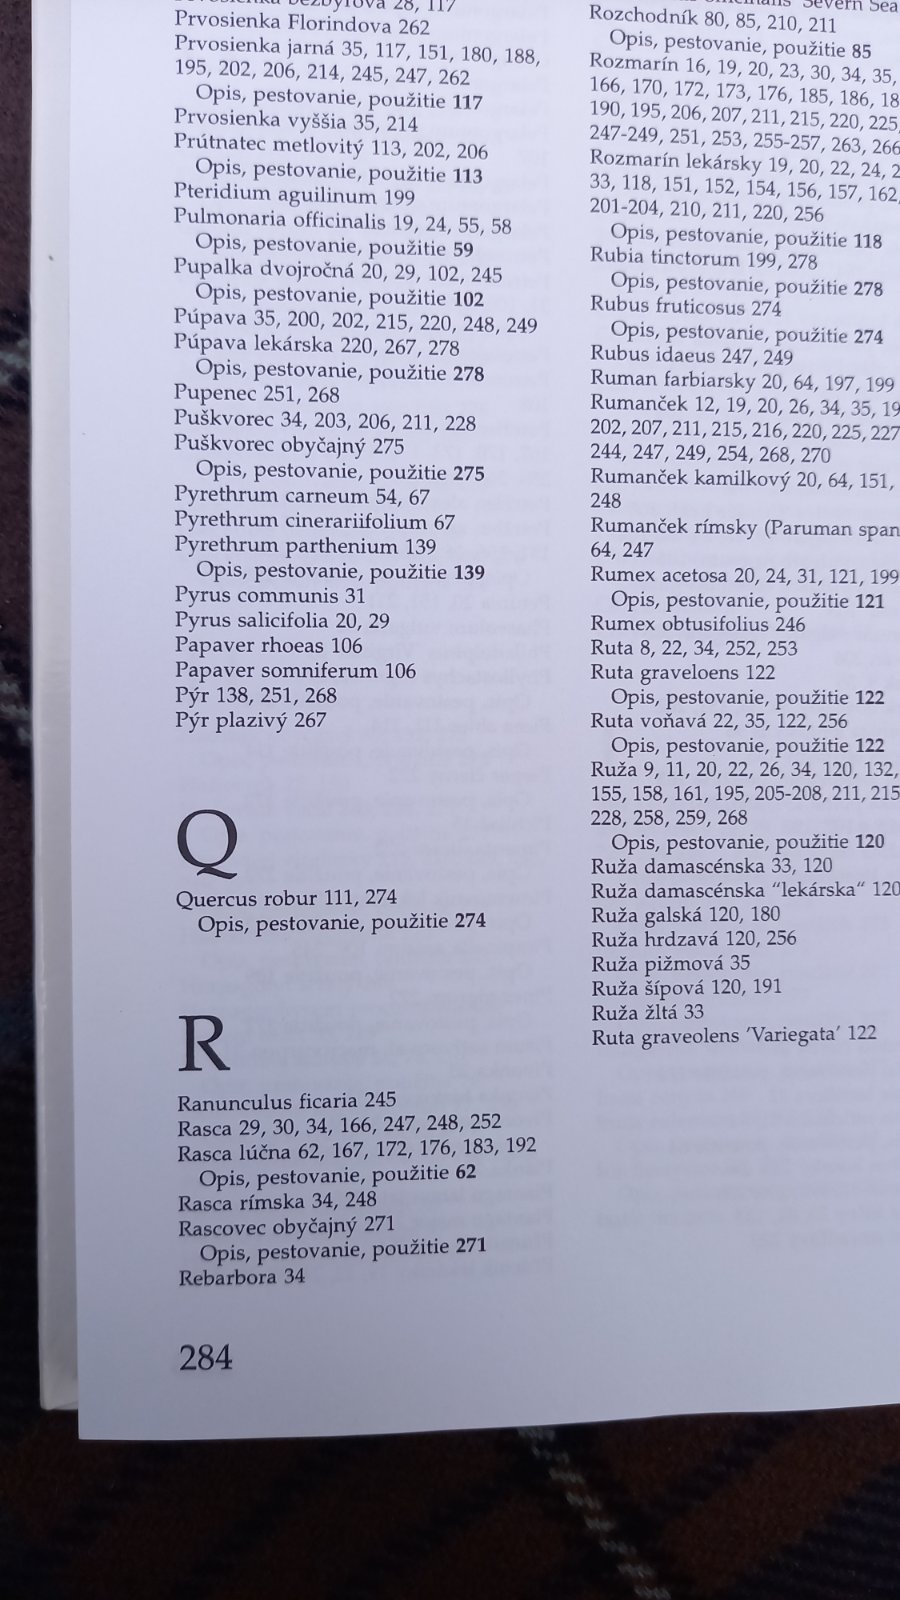 28, 117
Prvosienka Florindova 262
Prvosienka jarná 35, 117, 151, 180, 188,
195, 202, 206, 214, 245, 247, 262
Opis, pestovanie, použitie 117
Prvosienka vyššia 35, 214
Prútnatec metlovitý 113, 202, 206
Opis, pestovanie, použitie 113
Pteridium aguilinum 199
Pulmonaria officinalis 19, 24, 55, 58
Opis, pestovanie, použitie 59
Pupalka dvojročná 20, 29, 102, 245
Opis, pestovanie, použitie 102
Púpava 35, 200, 202, 215, 220, 248, 249
Púpava lekárska 220, 267, 278
Opis, pestovanie, použitie 278
Pupenec 251, 268
Puškvorec 34, 203, 206, 211, 228
Puškvorec obyčajný 275
Opis, pestovanie, použitie 275
Pyrethrum carneum 54, 67
Pyrethrum cinerariifolium 67
Pyrethrum parthenium 139
Opis, pestovanie, použitie 139
Pyrus communis 31
Pyrus salicifolia 20, 29
Papaver rhoeas 106
Papaver somniferum 106
Pýr 138, 251, 268
Pýr plazivý 267
Q
Quercus robur 111, 274
Opis, pestovanie, použitie 274
R
Ranunculus ficaria 245
Rasca 29, 30, 34, 166, 247, 248, 252
Rasca lúčna 62, 167, 172, 176, 183, 192
Opis, pestovanie, použitie 62
Rasca rímska 34, 248
Rascovec obyčajný 271
Opis, pestovanie, použitie 271
Rebarbora 34
284
Severn Sea
Rozchodník 80, 85, 210, 211
Opis, pestovanie, použitie 85
Rozmarín 16, 19, 20, 23, 30, 34, 35,
166, 170, 172, 173, 176, 185, 186,
190, 195, 206, 207, 211, 215, 220, 225,
247-249, 251, 253, 255-257, 263, 266
Rozmarín lekársky 19, 20, 22, 24,
33, 118, 151, 152, 154, 156, 157, 162,
201-204, 210, 211, 220, 256
Opis, pestovanie, použitie 118
Rubia tinctorum 199, 278
Opis, pestovanie, použitie 278
Rubus fruticosus 274
Opis, pestovanie, použitie 274
Rubus idaeus 247, 249
Ruman farbiarsky 20, 64, 197, 199
Rumanček 12, 19, 20, 26, 34, 35,
202, 207, 211, 215, 216, 220, 225, 227
244, 247, 249, 254, 268, 270
Rumanček kamilkový 20, 64, 151,
248
Rumanček rímsky (Paruman span
64, 247
Rumex acetosa 20, 24, 31, 121, 199
Opis, pestovanie, použitie 121
Rumex obtusifolius 246
Ruta 8, 22, 34, 252, 253
Ruta graveloens 122
Opis, pestovanie, použitie 122
Ruta voňavá 22, 35, 122, 256
Opis, pestovanie, použitie 122
Ruža 9, 11, 20, 22, 26, 34, 120, 132,
155, 158, 161, 195, 205-208, 211, 215
228, 258, 259, 268
Opis, pestovanie, použitie 120
Ruža damascénska 33, 120
Ruža damascénska “lekárska“ 120
Ruža galská 120, 180
Ruža hrdzavá 120, 256
Ruža pižmová 35
Ruža šípová 120, 191
Ruža žltá 33
Ruta graveolens ’Variegata’ 122